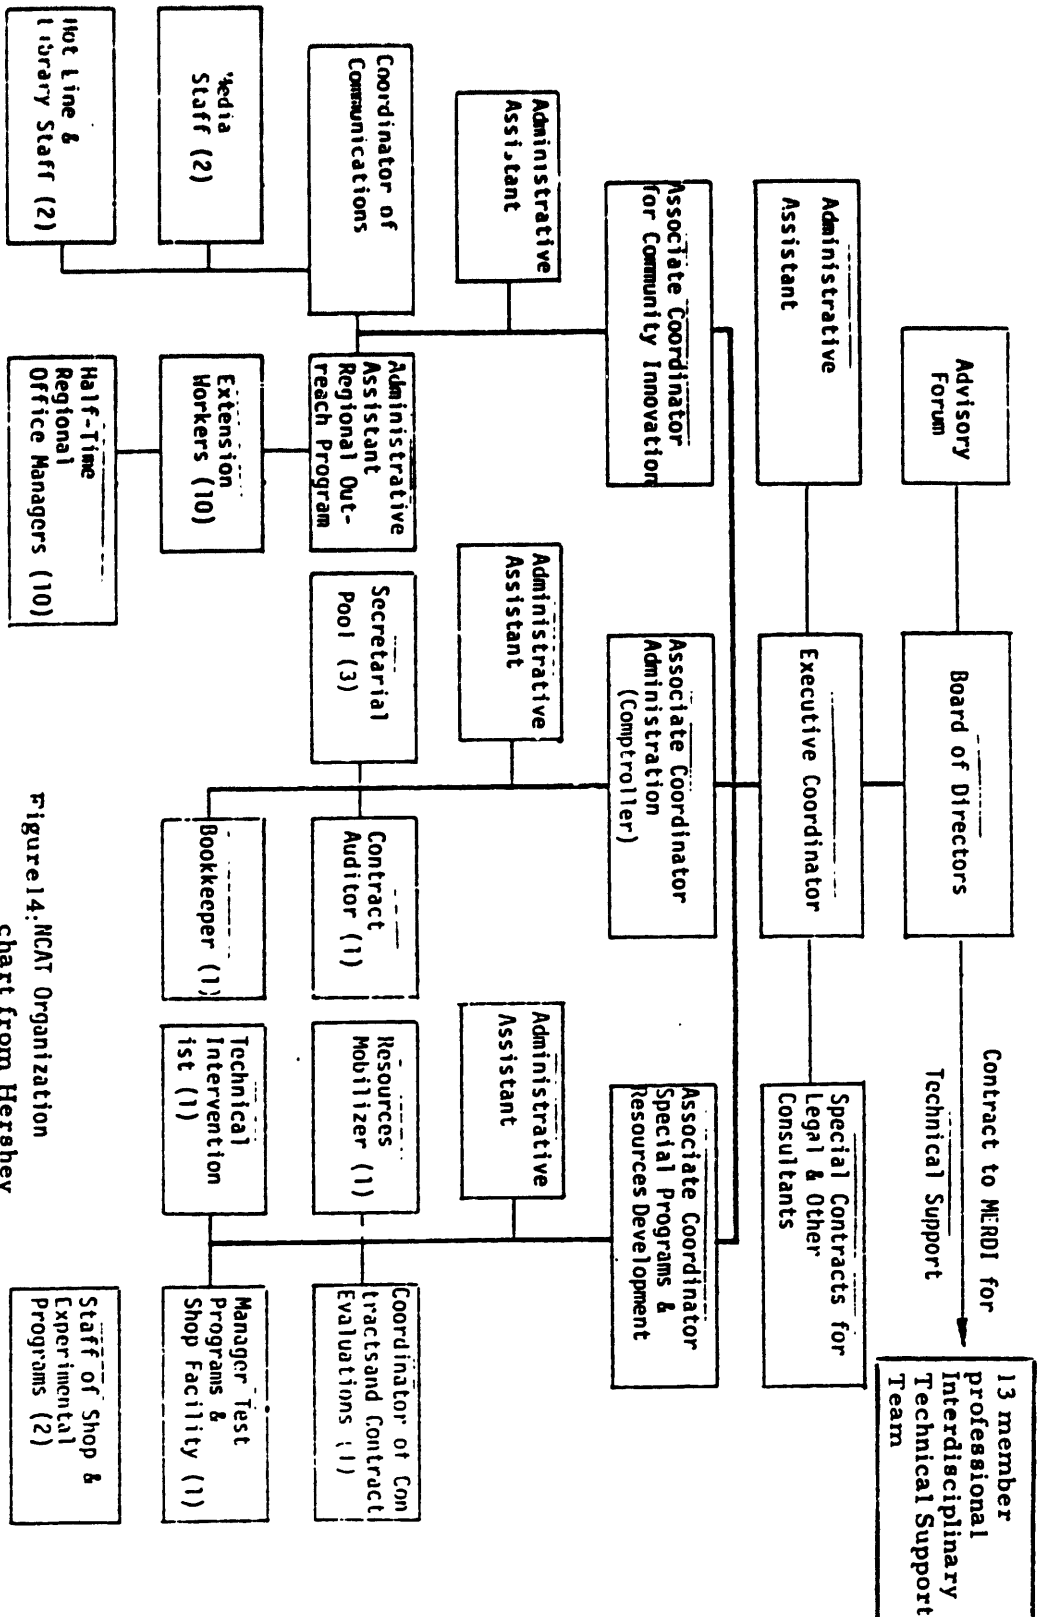 13 member
professional
Interdisciplinary
Technical Support
Team
Contract to MERDI for
Technical Support
Advisory
Forum
Board of Directors
Administrative
Assistant
Executive Coordinator
Special Contracts for
Legal & Other
Consultants
Associate Coordinator
for Community Innovation
Associate Coordinator
Administration
(Comptroller)
Associate Coordinator
Special Programs &
Resources Development
Administrative
Assistant
Administrative
Assistant
Administrative
Assistant
Coordinator of
Communications
Administrative
Assistant
Regional Out-
reach Program
Secretarial
Pool (3)
Contract
Auditor (1)
Resources
Mobilizer (1)
Coordinator of Con
tracts and Contract
Evaluations (1)
Media
Staff (2)
Extension
Workers (10)
Bookkeeper (1)
Technical
Intervention
ist (1)
Manager Test
Programs &
Shop Facility (1)
Hot Line &
Library Staff (2)
Half-Time
Regional
Office Managers (10)
Staff of Shop &
Experimental
Programs (2)
Figure14:NCAT Organization
chart from Hershey